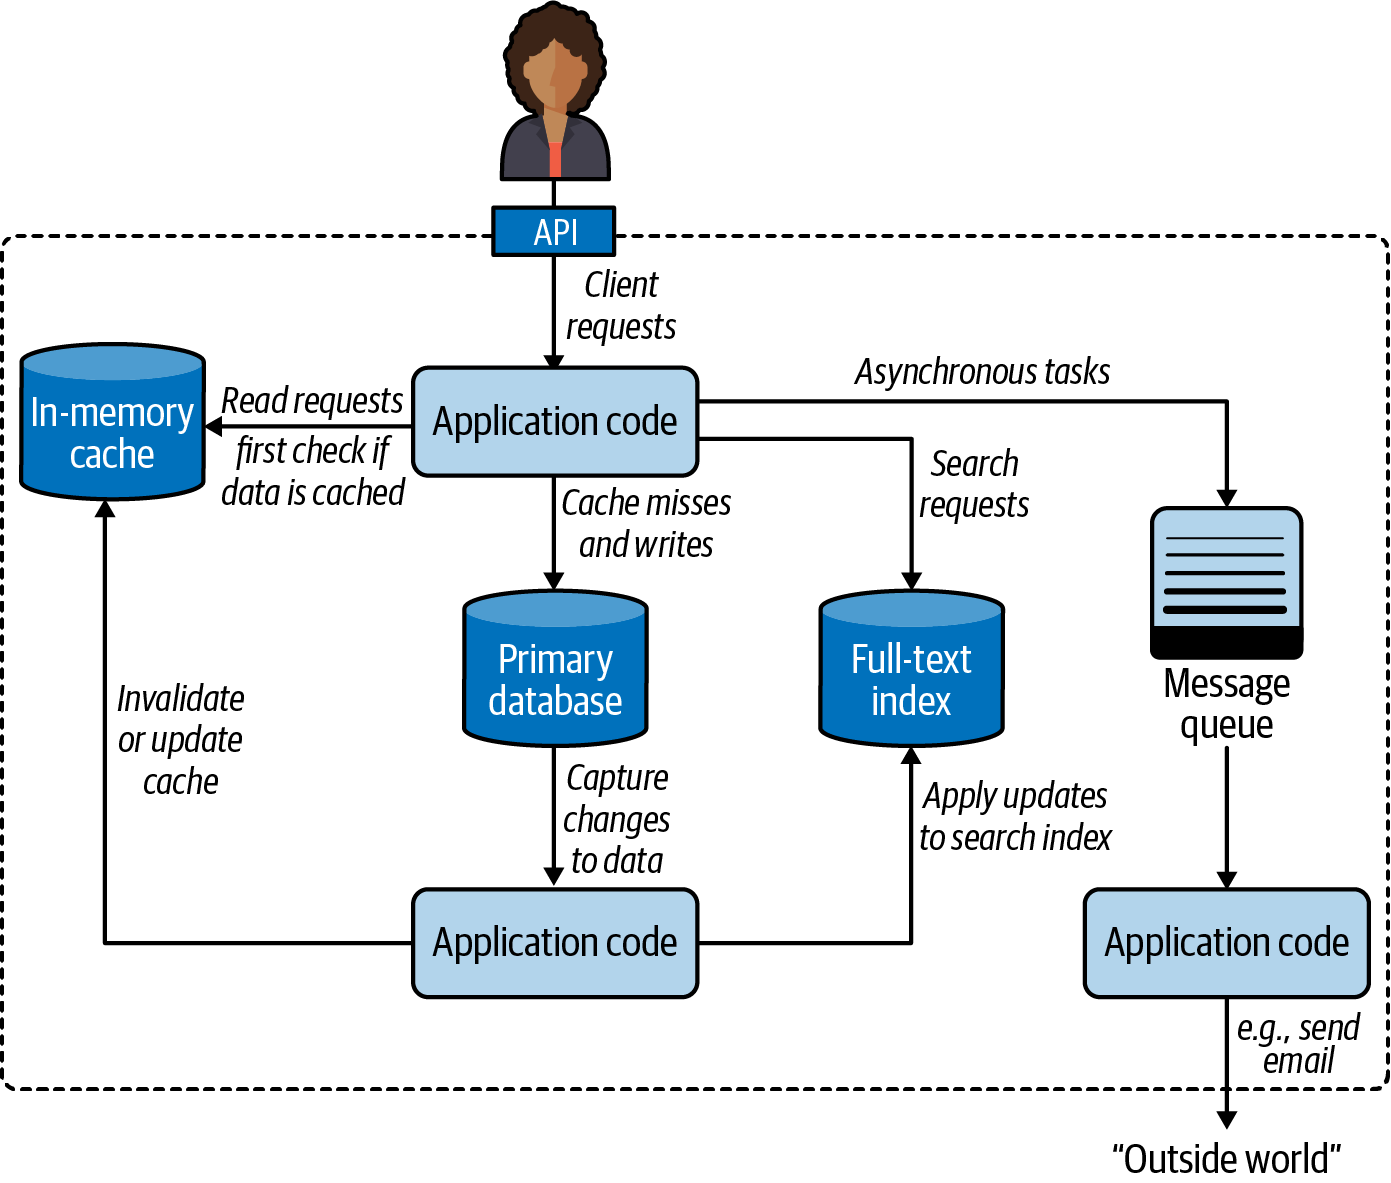 API
Client
requests
Asynchronous tasks
In-memory
cache
Read requests
first check if
data is cached
Application code
Search
requests
Cache misses
and writes
Primary
database
Full-text
index
Message
queue
Invalidate
or update
cache
Capture
changes
to data
Apply updates
to search index
Application code
Application code
e.g., send
email
“Outside world”